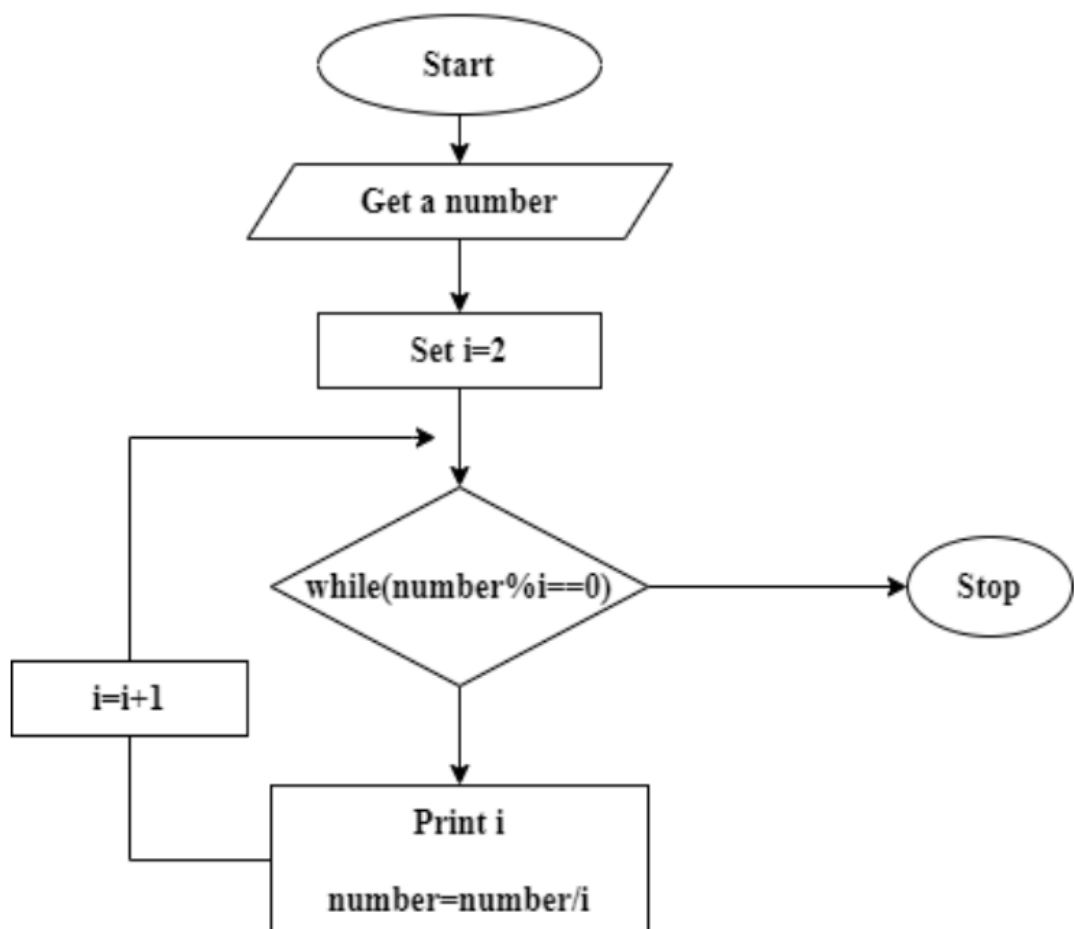 Start
Get a number
Set i=2
while(number%i==0)
Stop
i=i+1
Print i
number=number/i